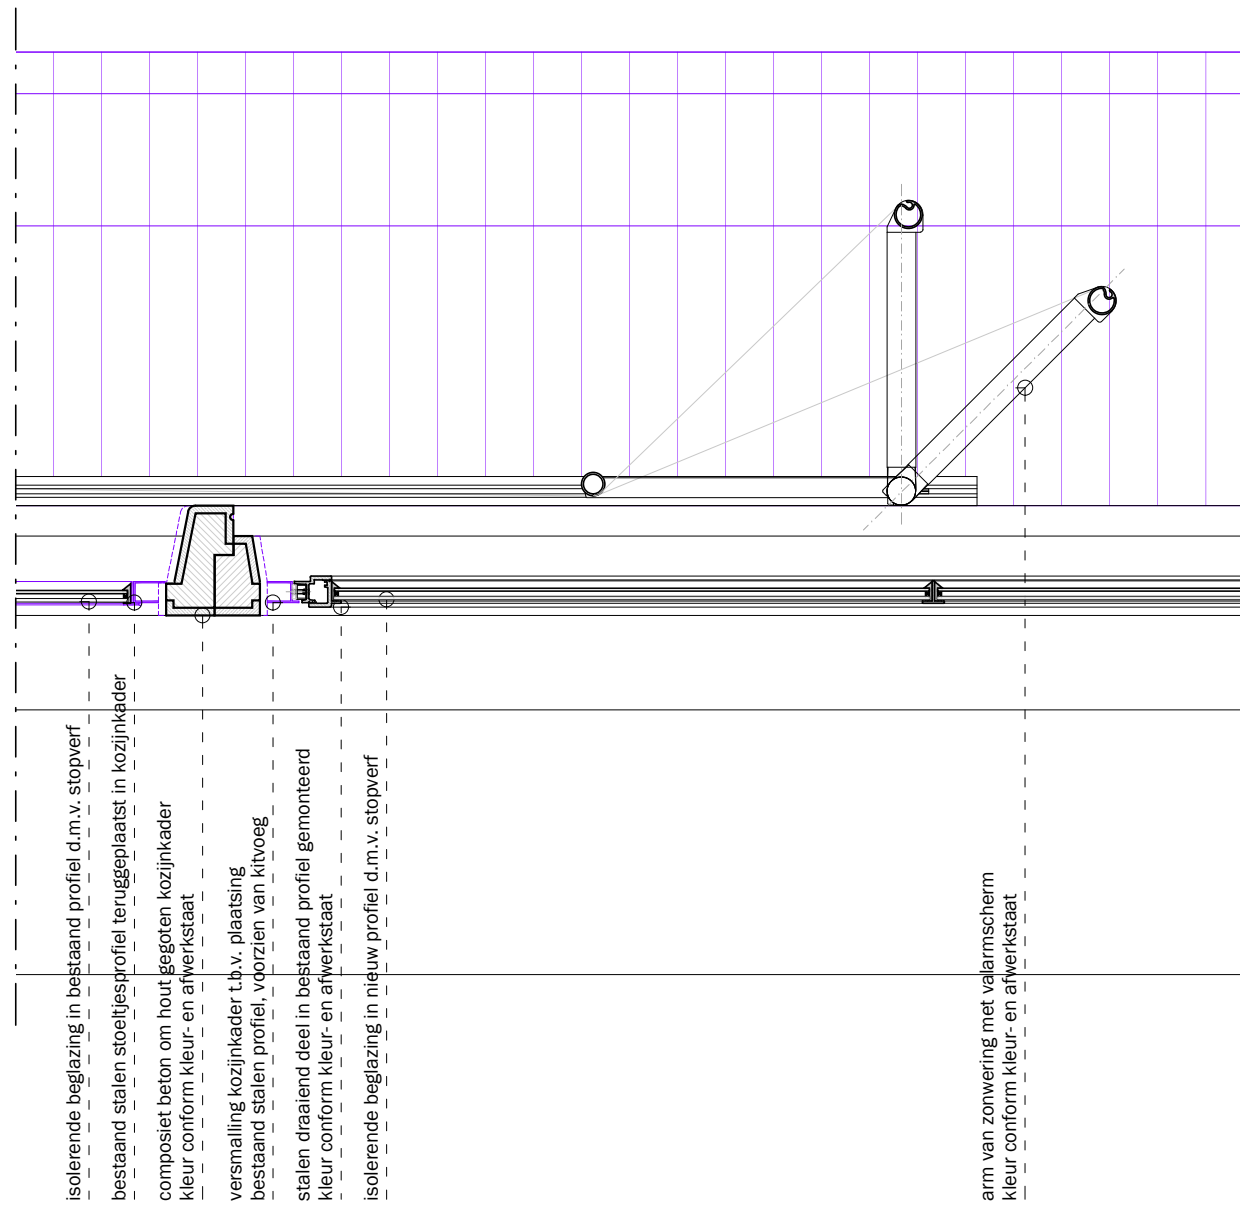 isolerende beglazing in bestaand profiel d.m.v. stopverf
bestaand stalen stoeltjesprofiel teruggeplaatst in kozijnkader
composiet beton om hout gegoten kozijnkader
kleur conform kleur- en afwerkstaat
versmalling kozijnkader t.b.v. plaatsing
bestaand stalen profiel, voorzien van kitvoeg
stalen draaiend deel in bestaand profiel gemonteerd
kleur conform kleur- en afwerkstaat
isolerende beglazing in nieuw profiel d.m.v. stopverf
arm van zonwering met valarmscherm
kleur conform kleur- en afwerkstaat